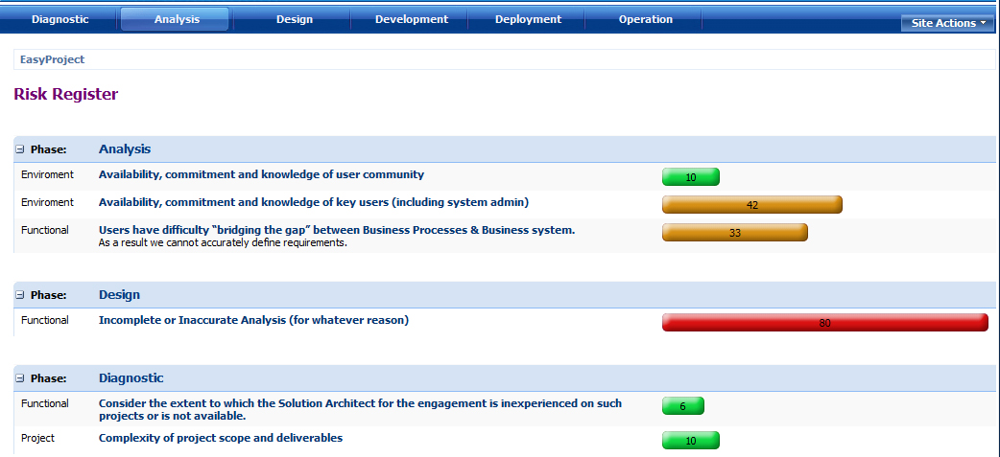 Diagnostic Analysis Design Development Deployment Operation Site Actions
EasyProject
Risk Register
Phase: Analysis
Enviroment Availability, commitment and knowledge of user community 10
Enviroment Availability, commitment and knowledge of key users (including system admin) 42
Functional Users have difficulty “bridging the gap” between Business Processes & Business system. 33
As a result we cannot accurately define requirements.
Phase: Design
Functional Incomplete or Inaccurate Analysis (for whatever reason) 80
Phase: Diagnostic
Functional Consider the extent to which the Solution Architect for the engagement is inexperienced on such 6
projects or is not available.
Project Complexity of project scope and deliverables 10